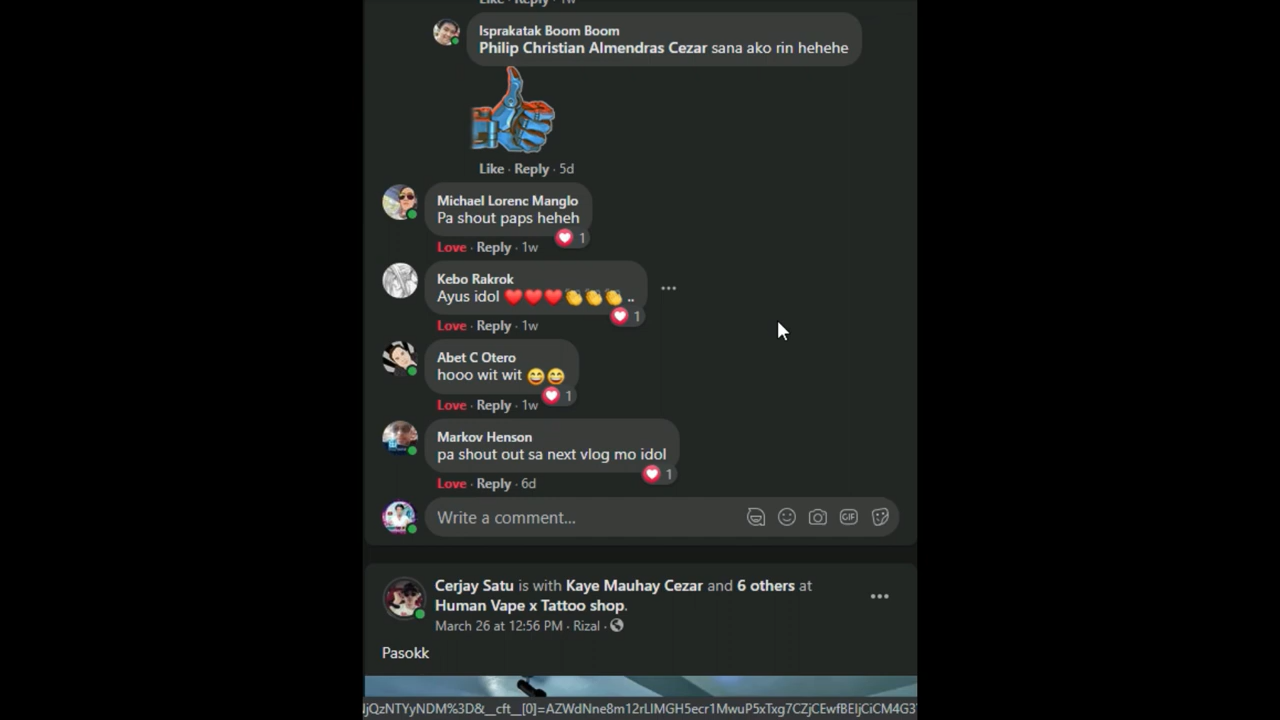 Like · Reply · 1w
Isprakatak Boom Boom
Philip Christian Almendras Cezar sana ako rin hehehe
Like · Reply · 5d
Michael Lorenc Manglo
Pa shout paps heheh
1
Love · Reply · 1w
Kebo Rakrok
Ayus idol ❤️❤️❤️👏👏👏 ..
1
Love · Reply · 1w
Abet C Otero
hooo wit wit 😄😄
1
Love · Reply · 1w
Markov Henson
pa shout out sa next vlog mo idol
1
Love · Reply · 6d
Write a comment...
GIF
Cerjay Satu is with Kaye Mauhay Cezar and 6 others at
Human Vape x Tattoo shop.
March 26 at 12:56 PM · Rizal ·
Pasokk